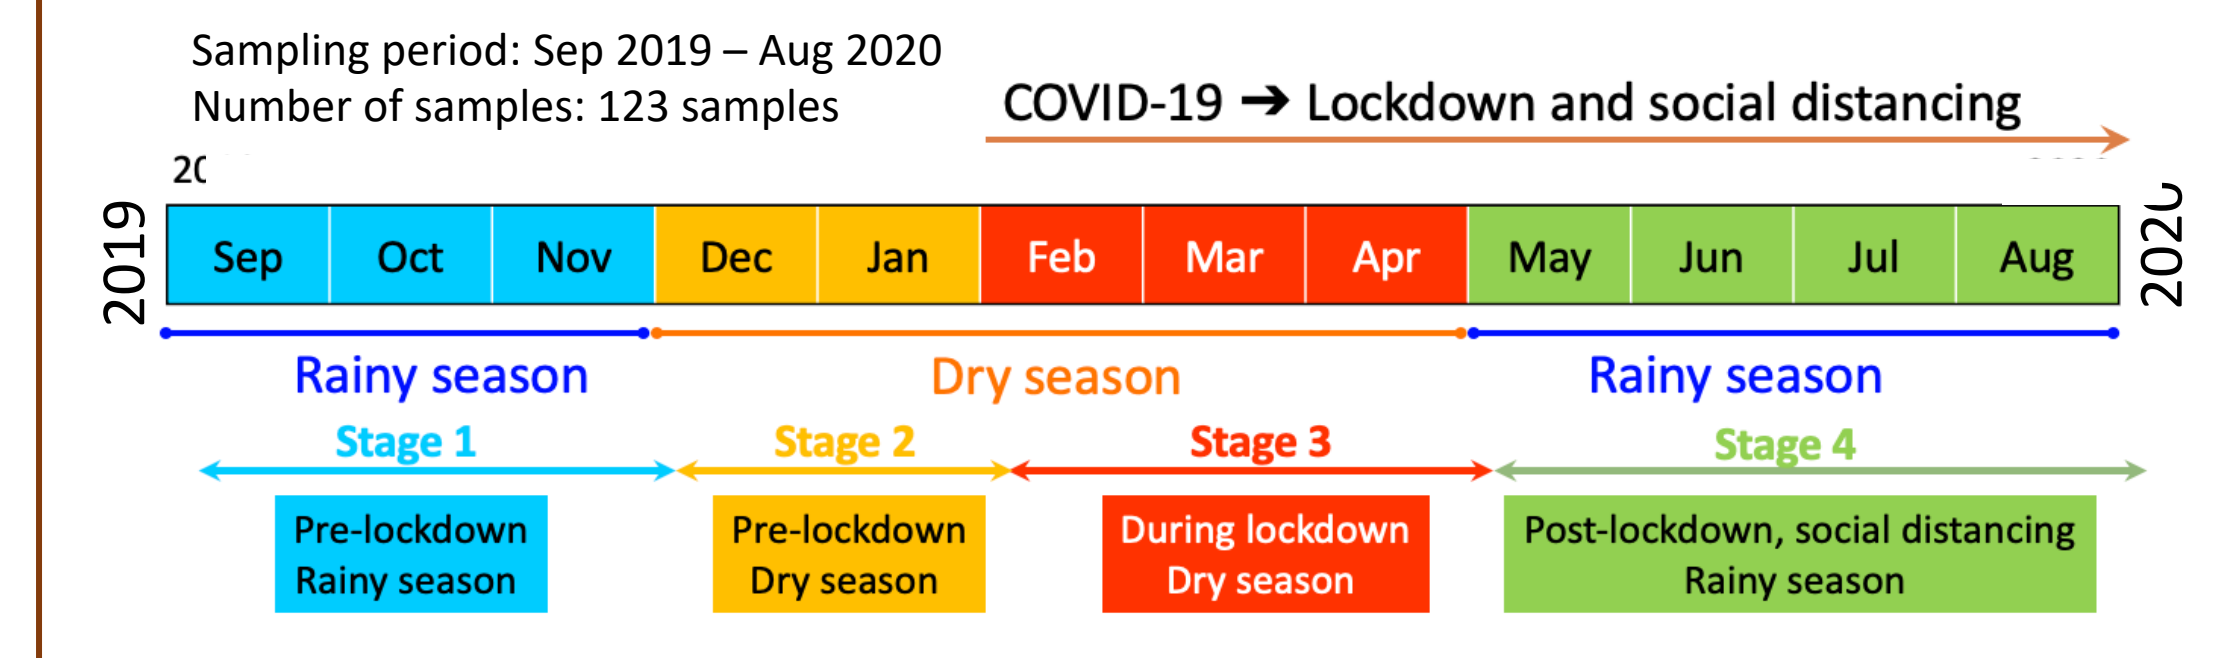 Sampling period: Sep 2019 – Aug 2020
Number of samples: 123 samples
COVID-19 ➔ Lockdown and social distancing
2019
Sep Oct Nov Dec Jan Feb Mar Apr May Jun Jul Aug
2020
Rainy season Dry season Rainy season
Stage 1 Stage 2 Stage 3 Stage 4
Pre-lockdown
Rainy season
Pre-lockdown
Dry season
During lockdown
Dry season
Post-lockdown, social distancing
Rainy season